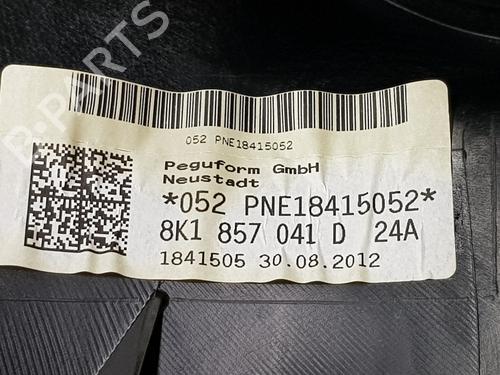 B-PARTS
052 PNE18415052
Peguform GmbH
Neustadt
*052 PNE18415052*
8K1 857 041 D 24A
1841505 30.08.2012